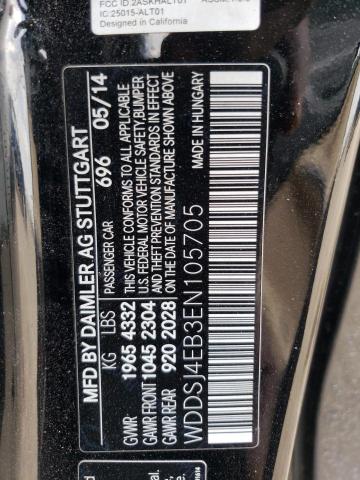 FCC ID:2ASKHALT01
IC:25015-ALT01
Designed in California
MFD BY DAIMLER AG STUTTGART
PASSENGER CAR 696 05/14
KG LBS
GVWR: 1965 4332
GAWR FRONT 1045 2304
GAWR REAR 920 2028
THIS VEHICLE CONFORMS TO ALL APPLICABLE
U.S. FEDERAL MOTOR VEHICLE SAFETY,BUMPER
& THEFT PREVENTION STANDARDS IN EFFECT
ON THE DATE OF MANUFACTURE SHOWN ABOVE
WDDSJ4EB3EN105705
MADE IN HUNGARY